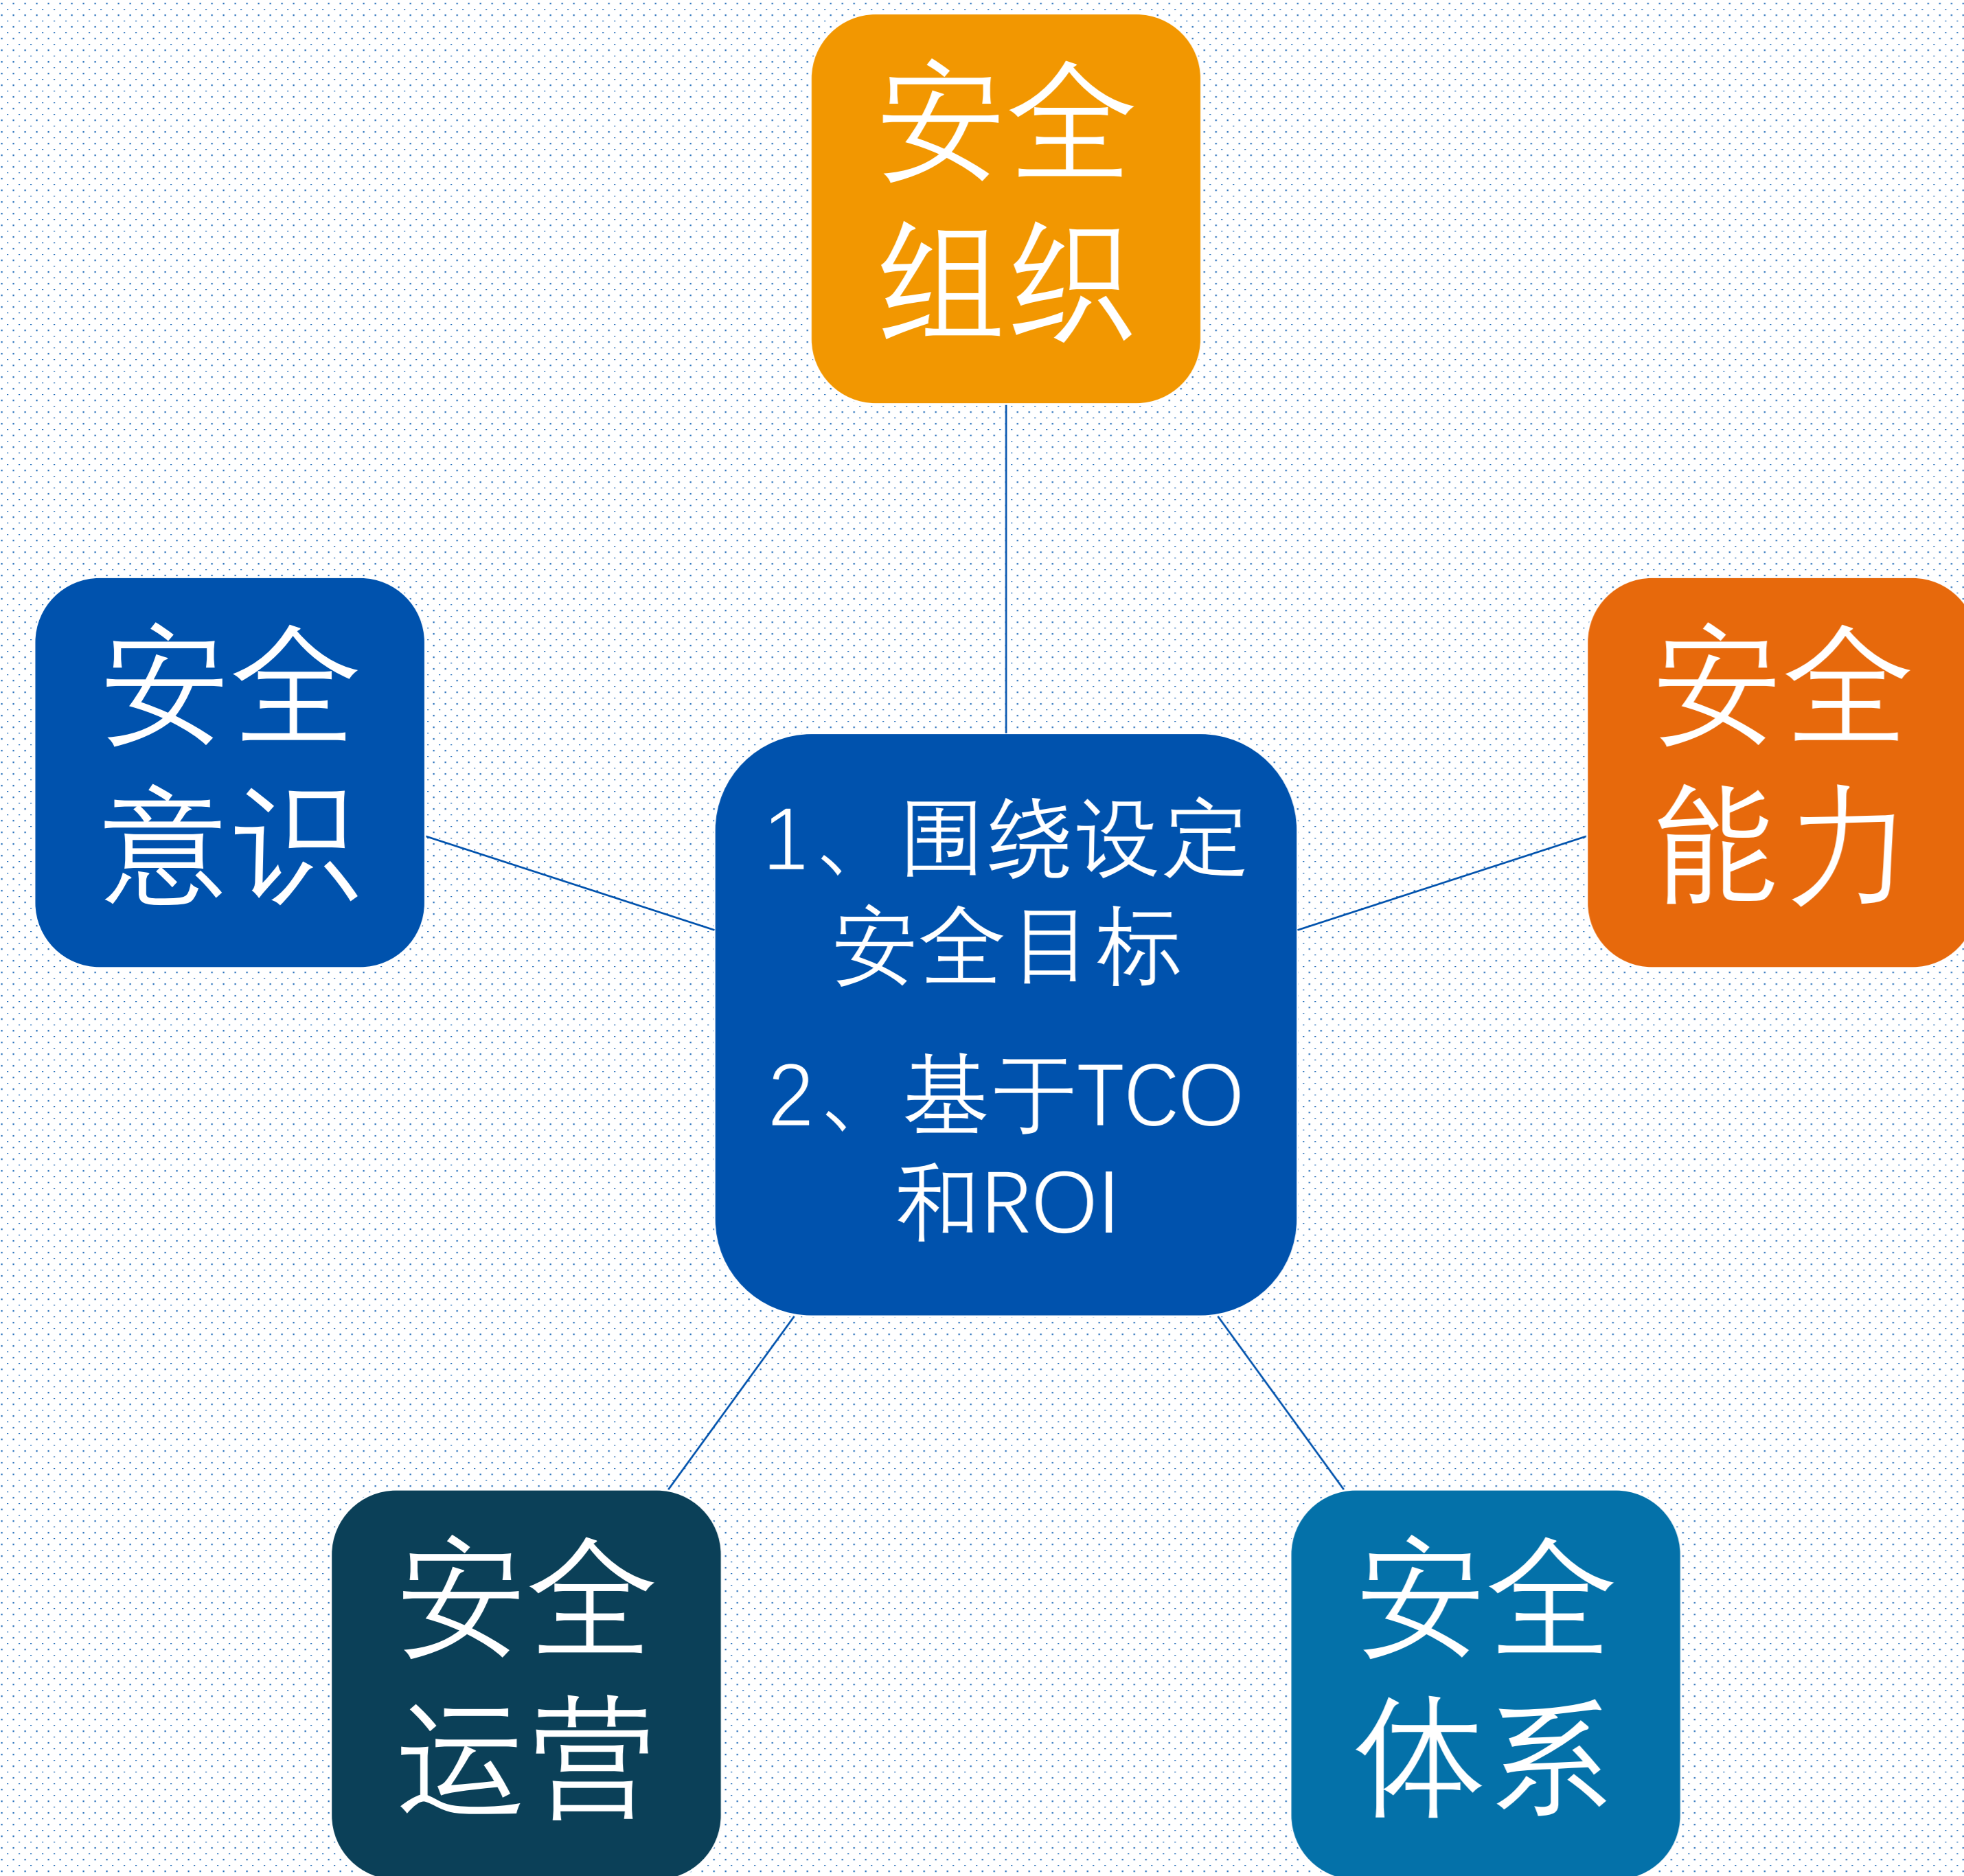 安全
组织
安全
意识
安全
能力
1、围绕设定
安全目标
2、基于TCO
和ROI
安全
运营
安全
体系